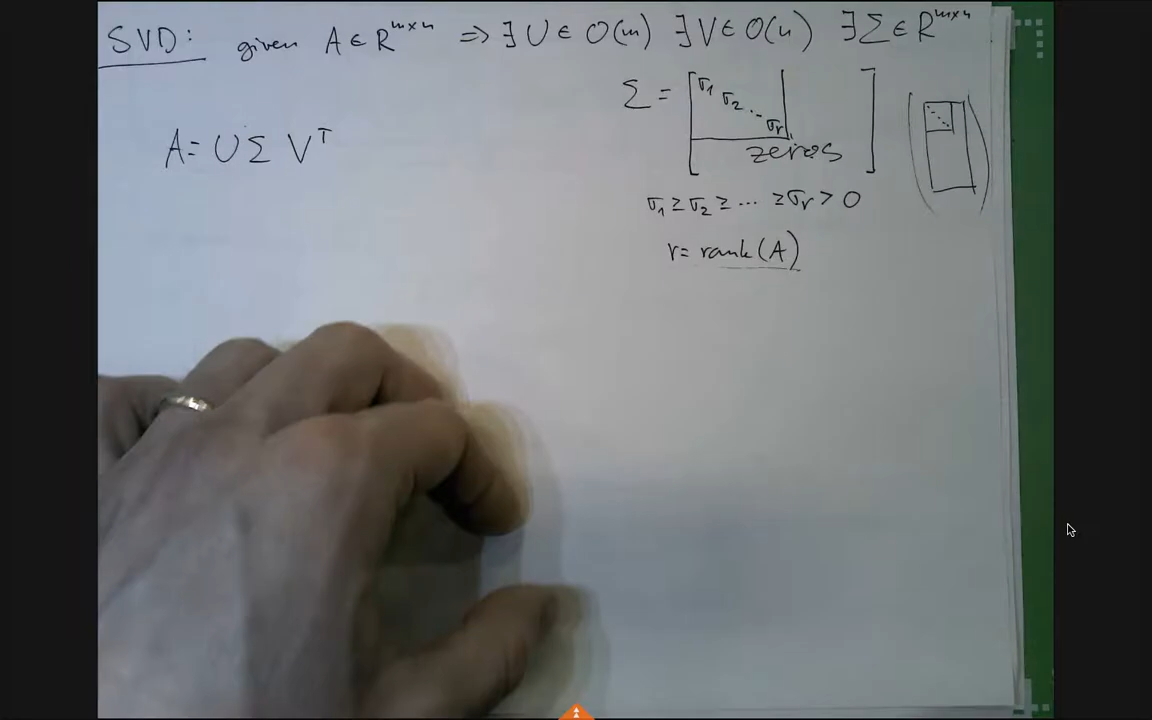 SVD: given A ∈ R^{m×n} ⇒ ∃ U ∈ O(m) ∃ V ∈ O(n) ∃ Σ ∈ R^{m×n}
Σ = [σ₁ σ₂ ⋱ σᵣ
zeros]
A = U Σ V^T
σ₁ ≥ σ₂ ≥ ... ≥ σᵣ > 0
r = rank(A)